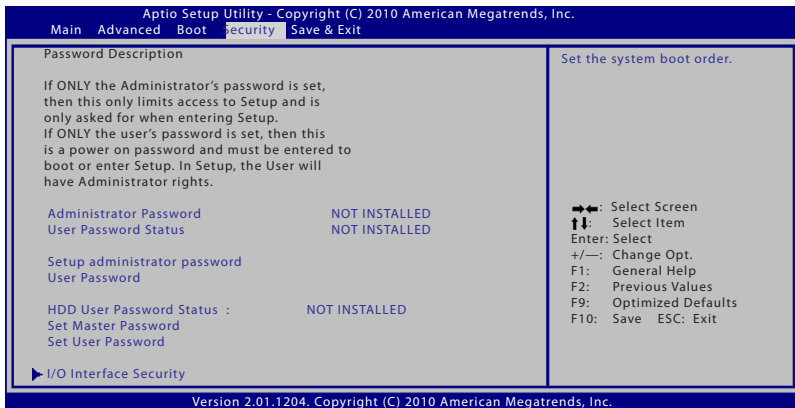 Aptio Setup Utility - Copyright (C) 2010 American Megatrends, Inc.
Main Advanced Boot Security Save & Exit
Password Description
If ONLY the Administrator's password is set,
then this only limits access to Setup and is
only asked for when entering Setup.
If ONLY the user's password is set, then this
is a power on password and must be entered to
boot or enter Setup. In Setup, the User will
have Administrator rights.
Administrator Password NOT INSTALLED
User Password Status NOT INSTALLED
Setup administrator password
User Password
HDD User Password Status : NOT INSTALLED
Set Master Password
Set User Password
I/O Interface Security
Set the system boot order.
→←: Select Screen
↑↓: Select Item
Enter: Select
+/—: Change Opt.
F1: General Help
F2: Previous Values
F9: Optimized Defaults
F10: Save ESC: Exit
Version 2.01.1204. Copyright (C) 2010 American Megatrends, Inc.